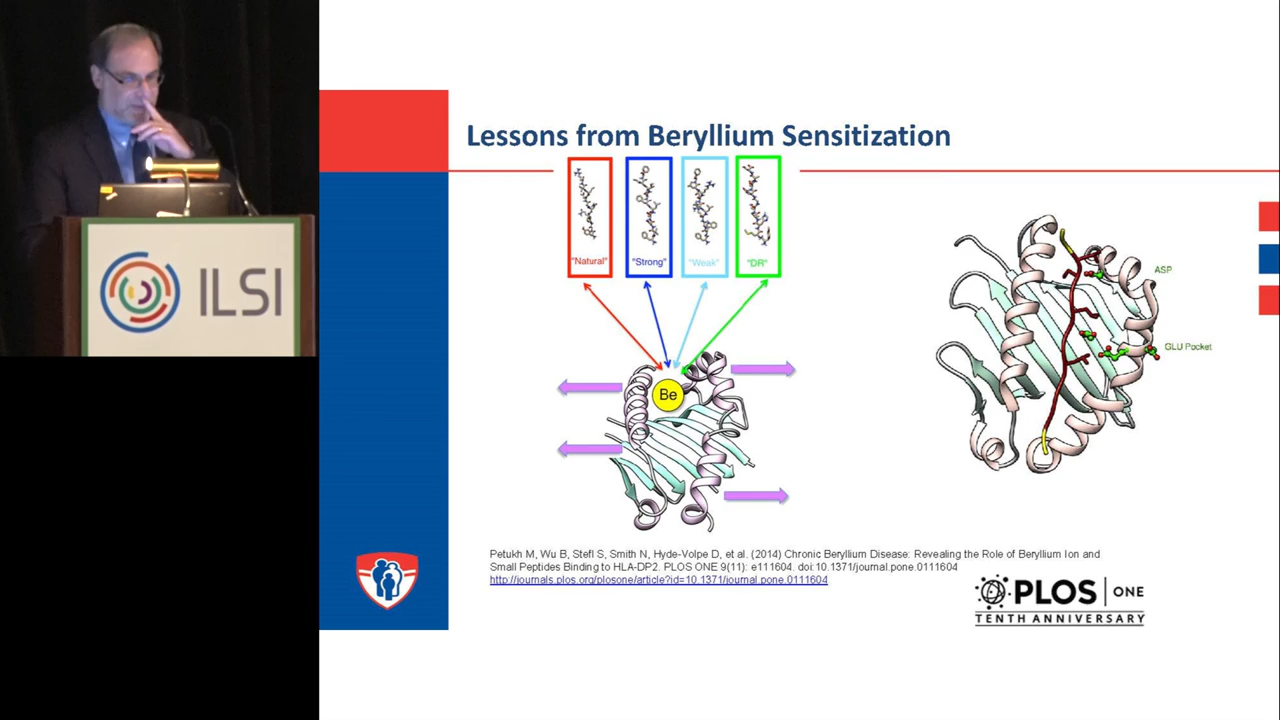 ILSI
Lessons from Beryllium Sensitization
"Natural"
"Strong"
"Weak"
"DR"
Be
ASP
GLU Pocket
Petukh M, Wu B, Stefl S, Smith N, Hyde-Volpe D, et al. (2014) Chronic Beryllium Disease: Revealing the Role of Beryllium Ion and
Small Peptides Binding to HLA-DP2. PLOS ONE 9(11): e111604. doi:10.1371/journal.pone.0111604
http://journals.plos.org/plosone/article?id=10.1371/journal.pone.0111604
PLOS ONE
TENTH ANNIVERSARY